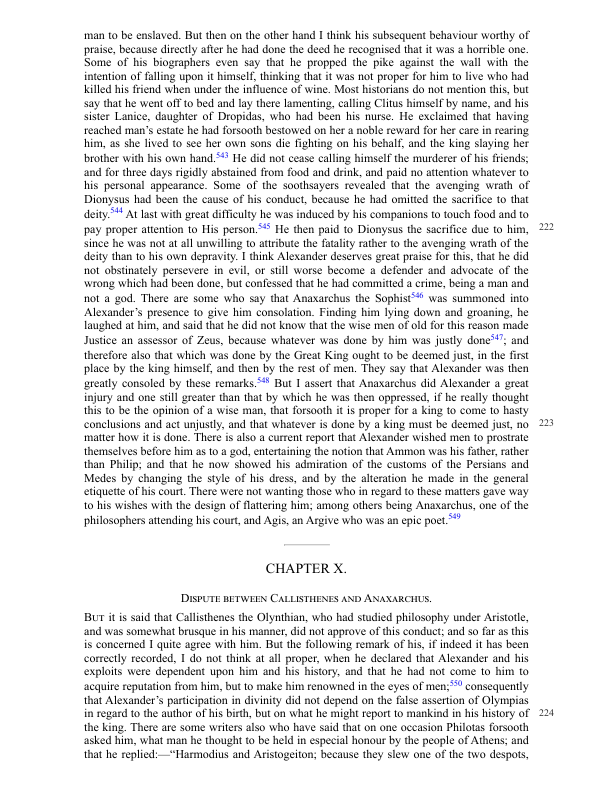 man to be enslaved. But then on the other hand I think his subsequent behaviour worthy of
praise, because directly after he had done the deed he recognised that it was a horrible one.
Some of his biographers even say that he propped the pike against the wall with the
intention of falling upon it himself, thinking that it was not proper for him to live who had
killed his friend when under the influence of wine. Most historians do not mention this, but
say that he went off to bed and lay there lamenting, calling Clitus himself by name, and his
sister Lanice, daughter of Dropidas, who had been his nurse. He exclaimed that having
reached man’s estate he had forsooth bestowed on her a noble reward for her care in rearing
him, as she lived to see her own sons die fighting on his behalf, and the king slaying her
brother with his own hand.543 He did not cease calling himself the murderer of his friends;
and for three days rigidly abstained from food and drink, and paid no attention whatever to
his personal appearance. Some of the soothsayers revealed that the avenging wrath of
Dionysus had been the cause of his conduct, because he had omitted the sacrifice to that
deity.544 At last with great difficulty he was induced by his companions to touch food and to
pay proper attention to His person.545 He then paid to Dionysus the sacrifice due to him, 222
since he was not at all unwilling to attribute the fatality rather to the avenging wrath of the
deity than to his own depravity. I think Alexander deserves great praise for this, that he did
not obstinately persevere in evil, or still worse become a defender and advocate of the
wrong which had been done, but confessed that he had committed a crime, being a man and
not a god. There are some who say that Anaxarchus the Sophist546 was summoned into
Alexander’s presence to give him consolation. Finding him lying down and groaning, he
laughed at him, and said that he did not know that the wise men of old for this reason made
Justice an assessor of Zeus, because whatever was done by him was justly done547; and
therefore also that which was done by the Great King ought to be deemed just, in the first
place by the king himself, and then by the rest of men. They say that Alexander was then
greatly consoled by these remarks.548 But I assert that Anaxarchus did Alexander a great
injury and one still greater than that by which he was then oppressed, if he really thought
this to be the opinion of a wise man, that forsooth it is proper for a king to come to hasty
conclusions and act unjustly, and that whatever is done by a king must be deemed just, no 223
matter how it is done. There is also a current report that Alexander wished men to prostrate
themselves before him as to a god, entertaining the notion that Ammon was his father, rather
than Philip; and that he now showed his admiration of the customs of the Persians and
Medes by changing the style of his dress, and by the alteration he made in the general
etiquette of his court. There were not wanting those who in regard to these matters gave way
to his wishes with the design of flattering him; among others being Anaxarchus, one of the
philosophers attending his court, and Agis, an Argive who was an epic poet.549
CHAPTER X.
Dispute between Callisthenes and Anaxarchus.
But it is said that Callisthenes the Olynthian, who had studied philosophy under Aristotle,
and was somewhat brusque in his manner, did not approve of this conduct; and so far as this
is concerned I quite agree with him. But the following remark of his, if indeed it has been
correctly recorded, I do not think at all proper, when he declared that Alexander and his
exploits were dependent upon him and his history, and that he had not come to him to
acquire reputation from him, but to make him renowned in the eyes of men;550 consequently
that Alexander’s participation in divinity did not depend on the false assertion of Olympias
in regard to the author of his birth, but on what he might report to mankind in his history of 224
the king. There are some writers also who have said that on one occasion Philotas forsooth
asked him, what man he thought to be held in especial honour by the people of Athens; and
that he replied:—“Harmodius and Aristogeiton; because they slew one of the two despots,